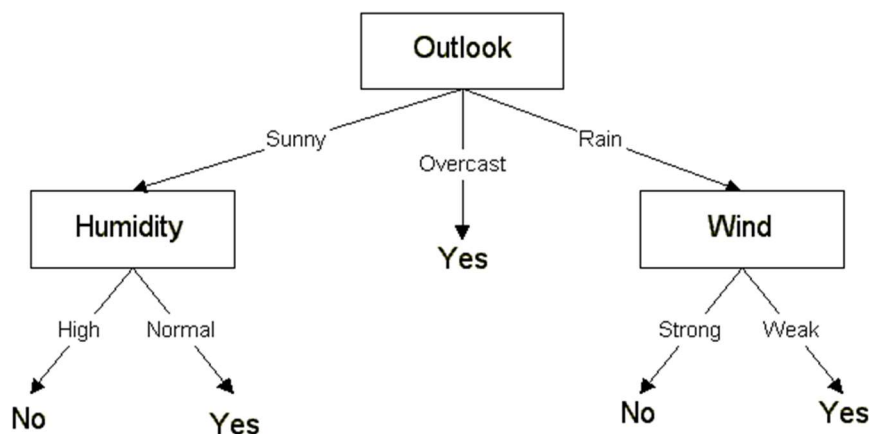 Outlook
Sunny
Overcast
Rain
Humidity
Yes
Wind
High
Normal
Strong
Weak
No
Yes
No
Yes